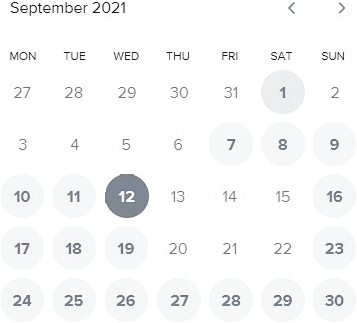 September 2021
MON TUE WED THU FRI SAT SUN
27 28 29 30 31 1 2
3 4 5 6 7 8 9
10 11 12 13 14 15 16
17 18 19 20 21 22 23
24 25 26 27 28 29 30